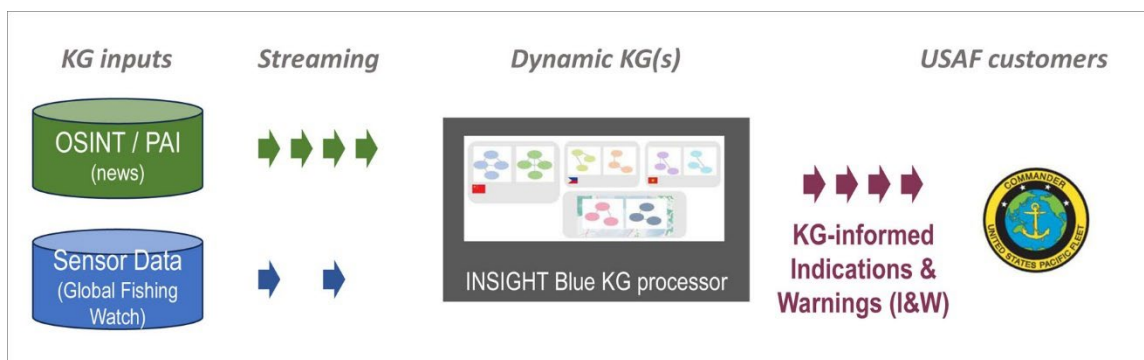 KG inputs
Streaming
Dynamic KG(s)
USAF customers
OSINT / PAI
(news)
Sensor Data
(Global Fishing
Watch)
INSIGHT Blue KG processor
KG-informed
Indications &
Warnings (I&W)
COMMANDER
UNITED STATES PACIFIC FLEET